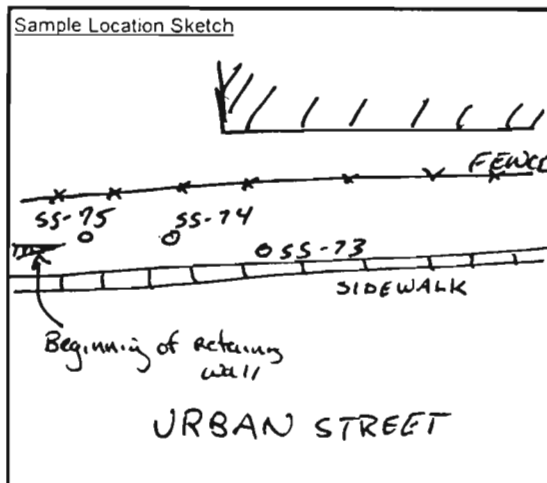 Sample Location Sketch
FENCE
SS-75
SS-74
SS-73
SIDEWALK
Beginning of retaining
wall
URBAN STREET